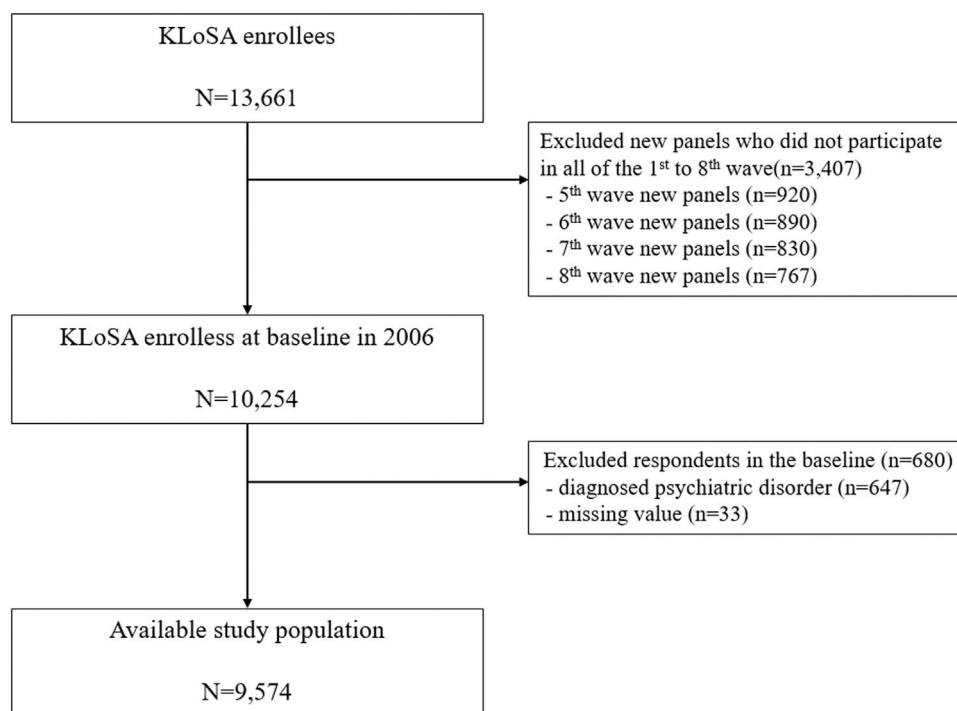 KLoSA enrollees
N=13,661
Excluded new panels who did not participate
in all of the 1st to 8th wave(n=3,407)
- 5th wave new panels (n=920)
- 6th wave new panels (n=890)
- 7th wave new panels (n=830)
- 8th wave new panels (n=767)
KLoSA enrolless at baseline in 2006
N=10,254
Excluded respondents in the baseline (n=680)
- diagnosed psychiatric disorder (n=647)
- missing value (n=33)
Available study population
N=9,574